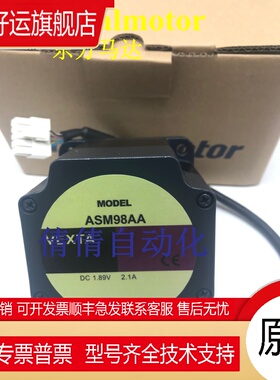 好运旗舰店
东方马达
motor
MODEL
ASM98AA
VEXTA
CE
DC 1.89V 2.1A
倩倩自动化
销 可开发票顺丰急发联系客服 售后无忧
专票普票 型号齐全技术支持
原